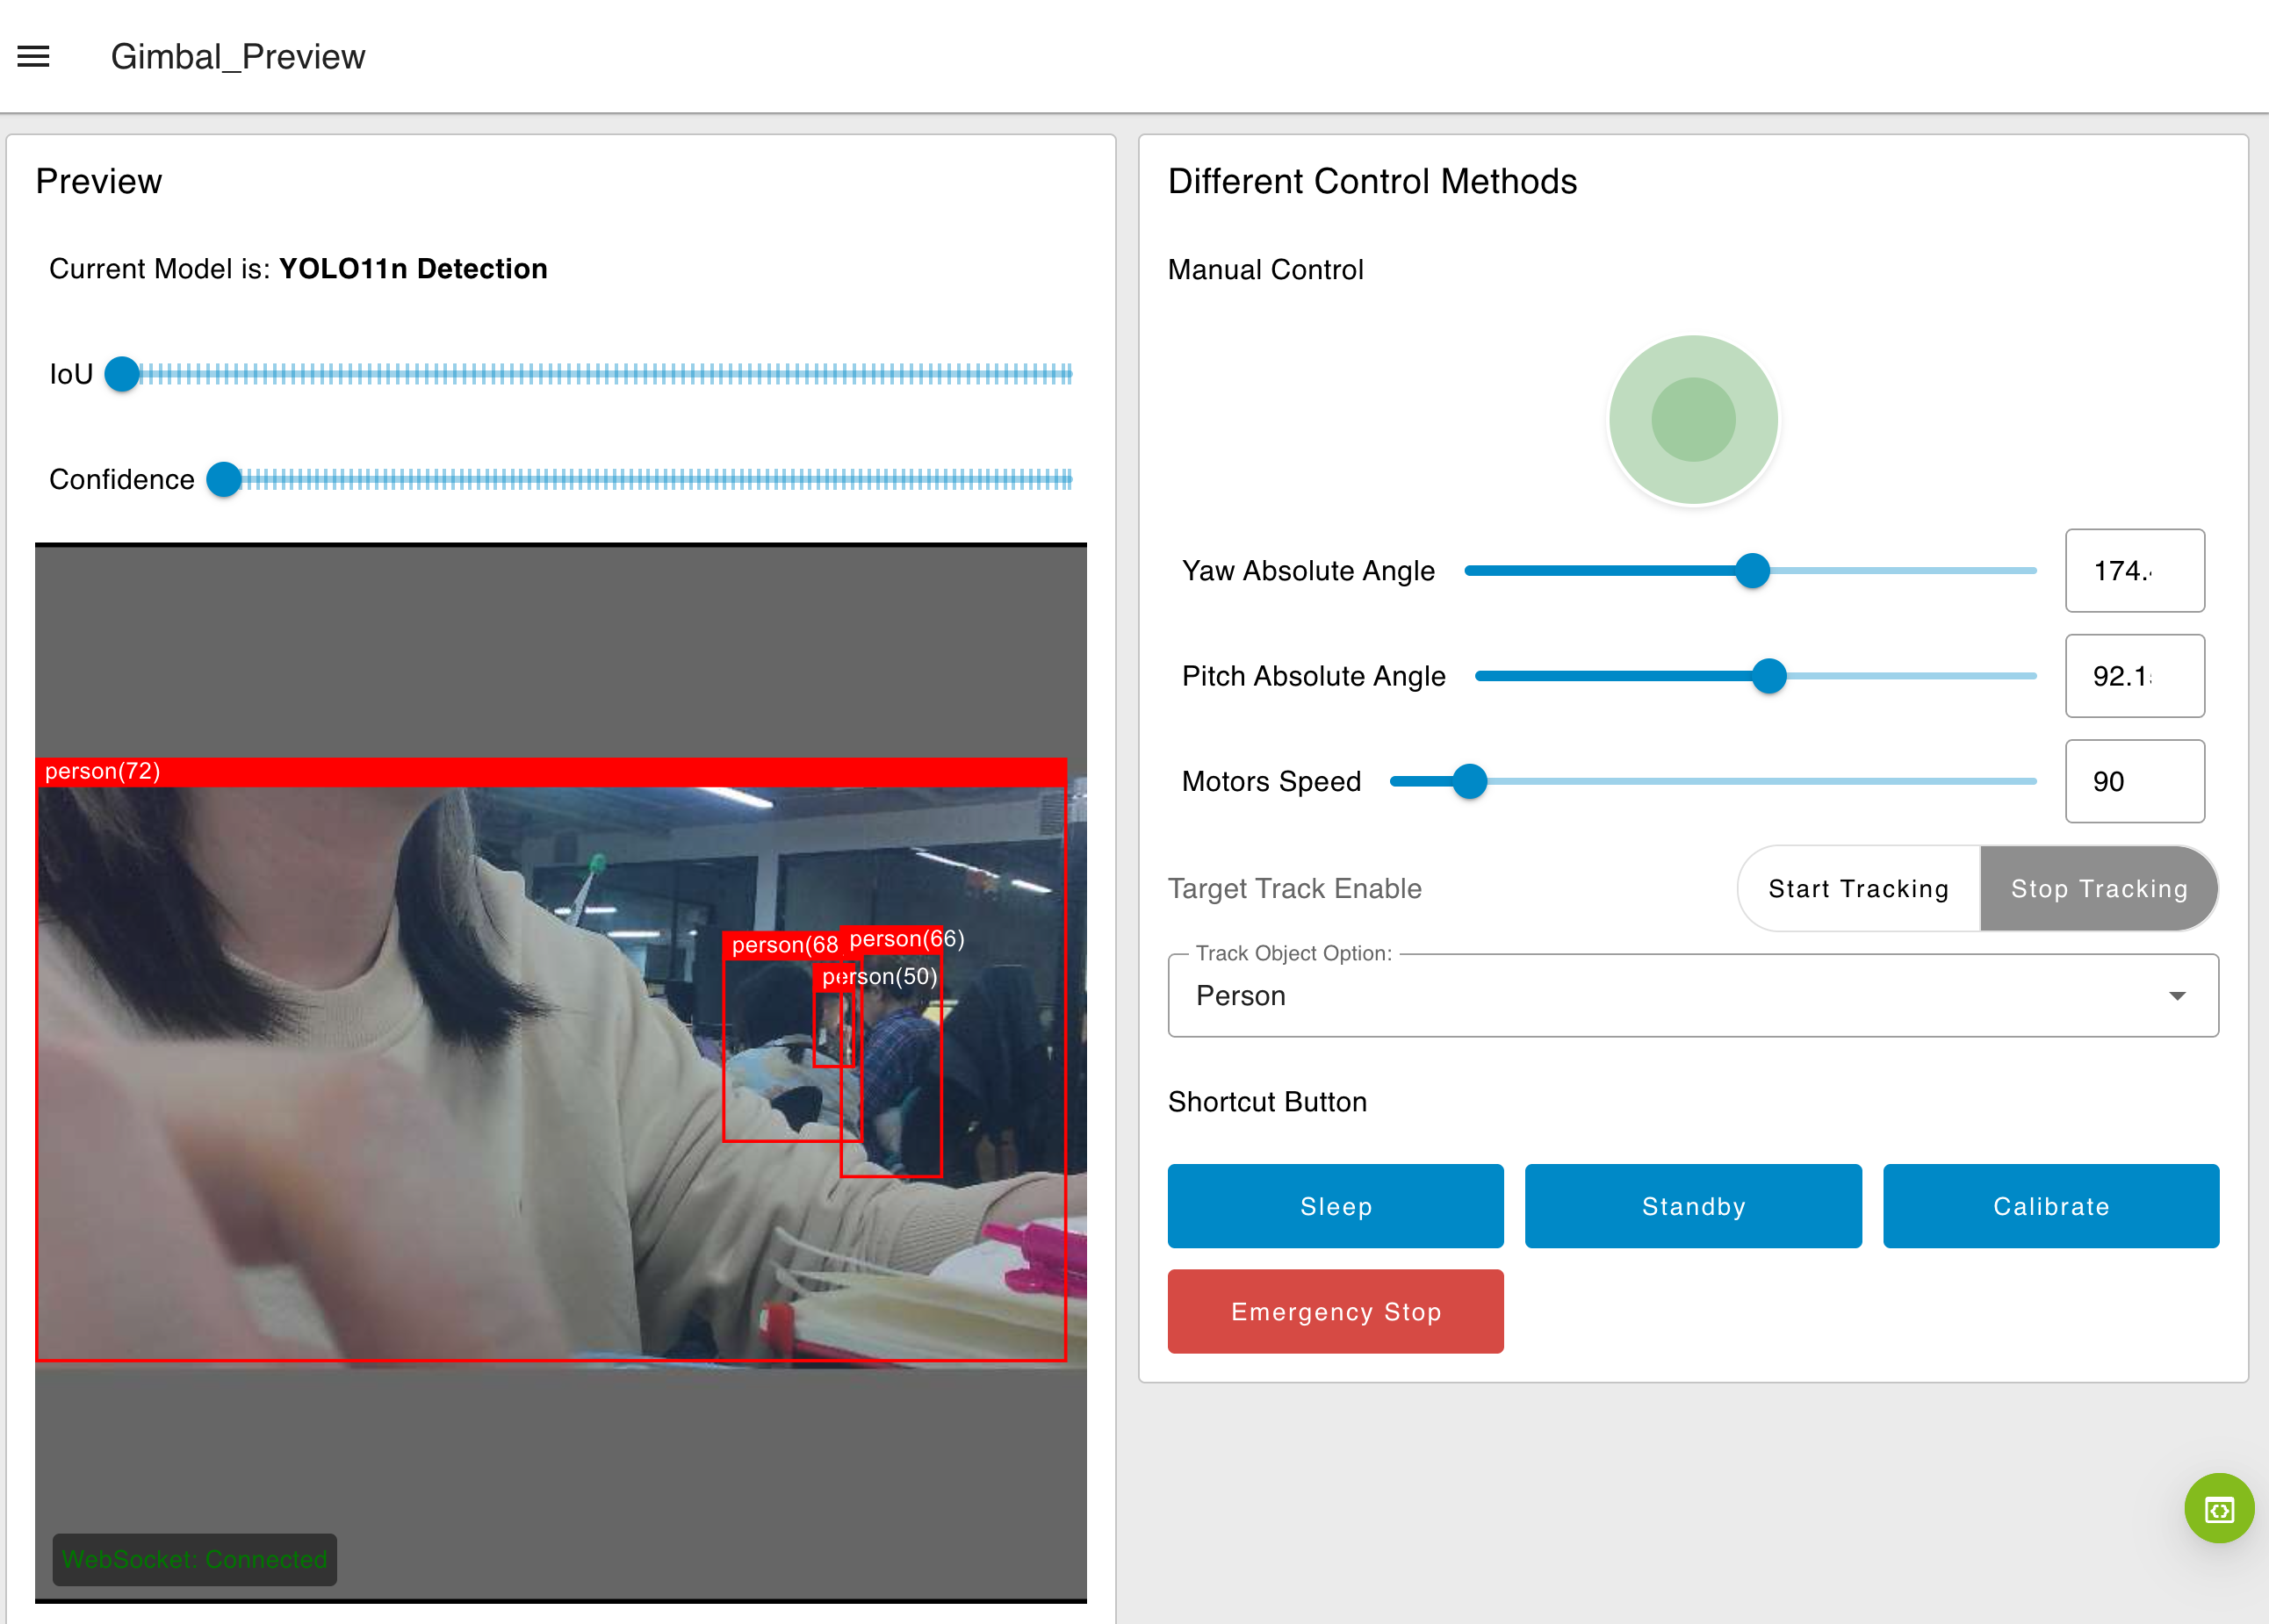 Gimbal_Preview
Preview
Current Model is: YOLO11n Detection
IoU
Confidence
person(72)
person(68
person(66)
person(50)
WebSocket: Connected
Different Control Methods
Manual Control
Yaw Absolute Angle
174.
Pitch Absolute Angle
92.1
Motors Speed
90
Target Track Enable
Start Tracking
Stop Tracking
Track Object Option:
Person
Shortcut Button
Sleep
Standby
Calibrate
Emergency Stop